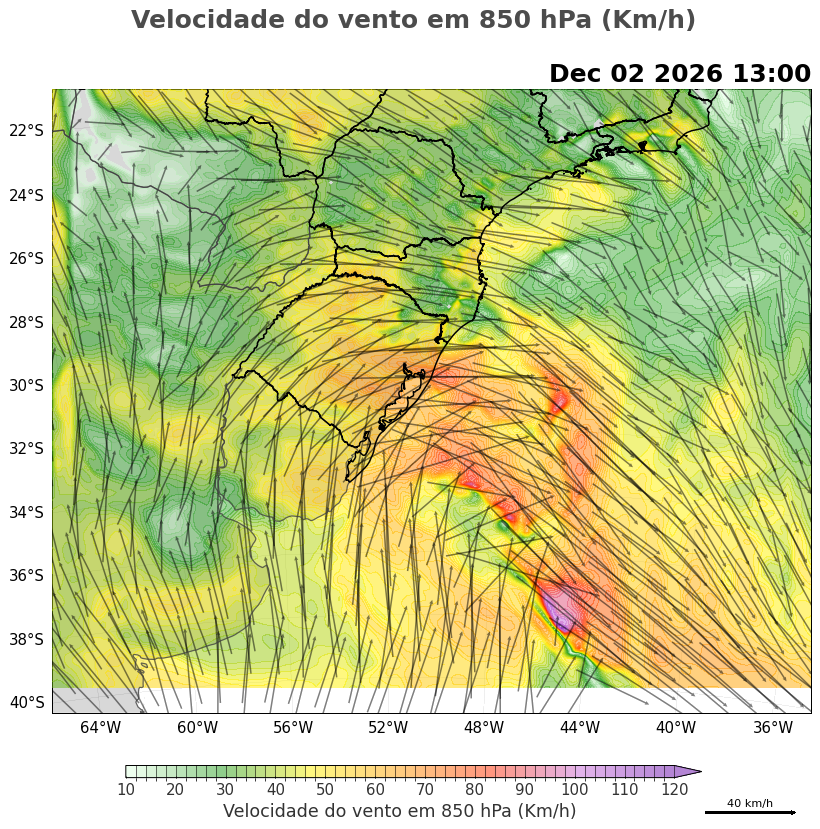 Velocidade do vento em 850 hPa (Km/h)
Dec 02 2026 13:00
22°S
24°S
26°S
28°S
30°S
32°S
34°S
36°S
38°S
40°S
64°W 60°W 56°W 52°W 48°W 44°W 40°W 36°W
10 20 30 40 50 60 70 80 90 100 110 120
Velocidade do vento em 850 hPa (Km/h)
40 km/h